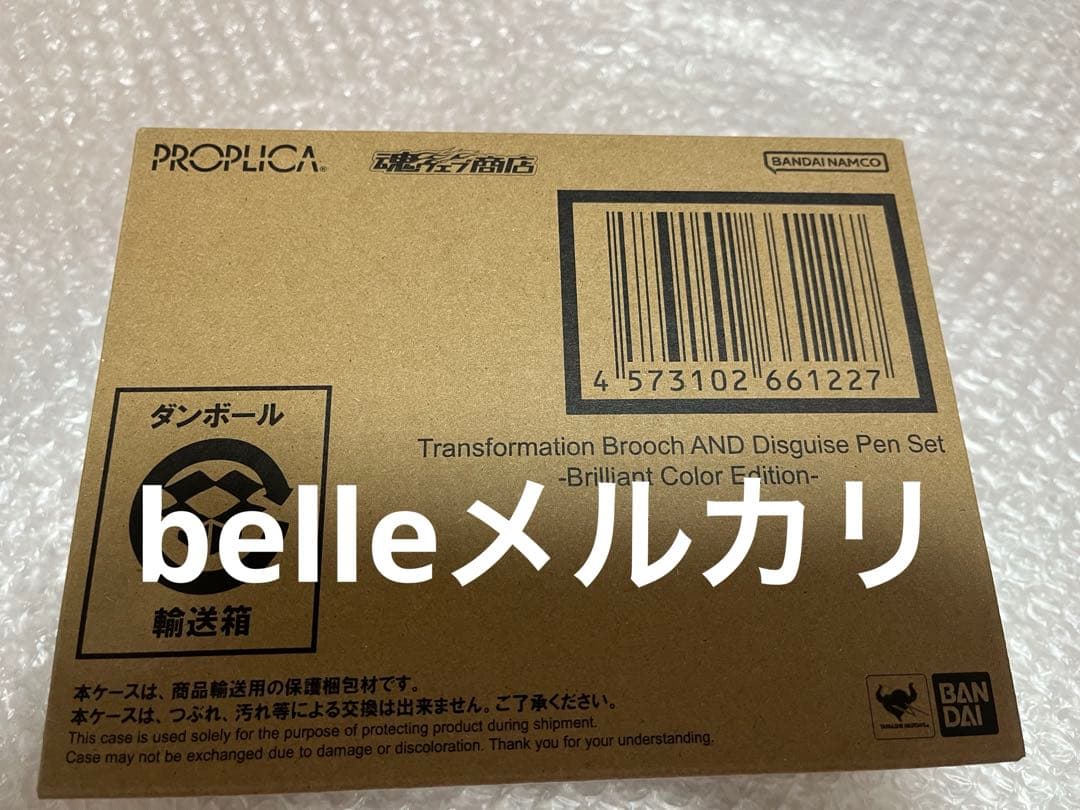 PROPLICA®
魂ウェブ商店
BANDAI NAMCO
4 573102 661227
Transformation Brooch AND Disguise Pen Set
-Brilliant Color Edition-
ダンボール
輸送箱
belleメルカリ
本ケースは、商品輸送用の保護梱包材です。
本ケースは、つぶれ、汚れ等による交換は出来ません。ご了承ください。
This case is used solely for the purpose of protecting product during shipment.
Case may not be exchanged due to damage or discoloration. Thank you for your understanding.
TAMASHII NATIONS
BAN
DAI